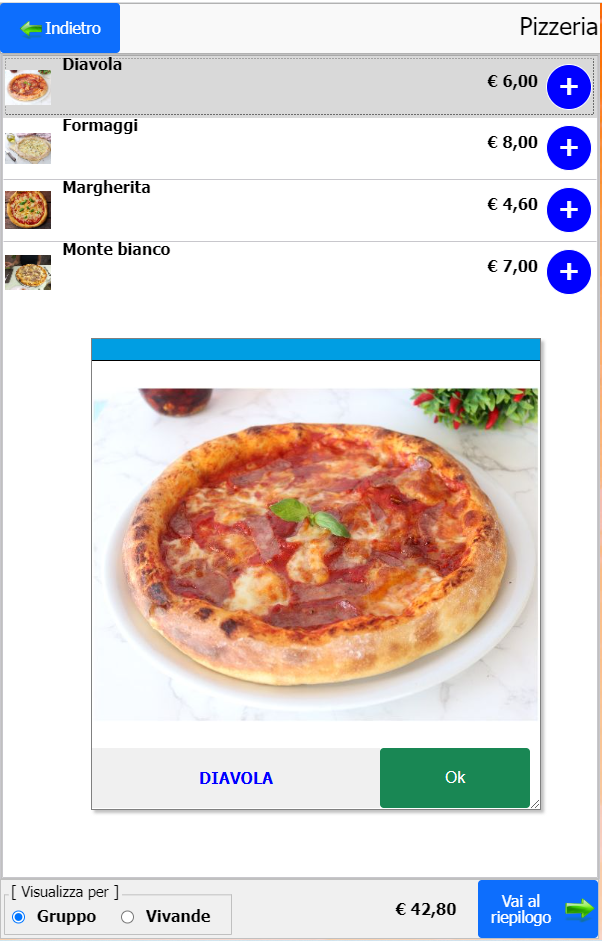 Indietro
Pizzeria
Diavola
€ 6,00
+
Formaggi
€ 8,00
+
Margherita
€ 4,60
+
Monte bianco
€ 7,00
+
DIAVOLA
Ok
[ Visualizza per ]
Gruppo
Vivande
€ 42,80
Vai al
riepilogo